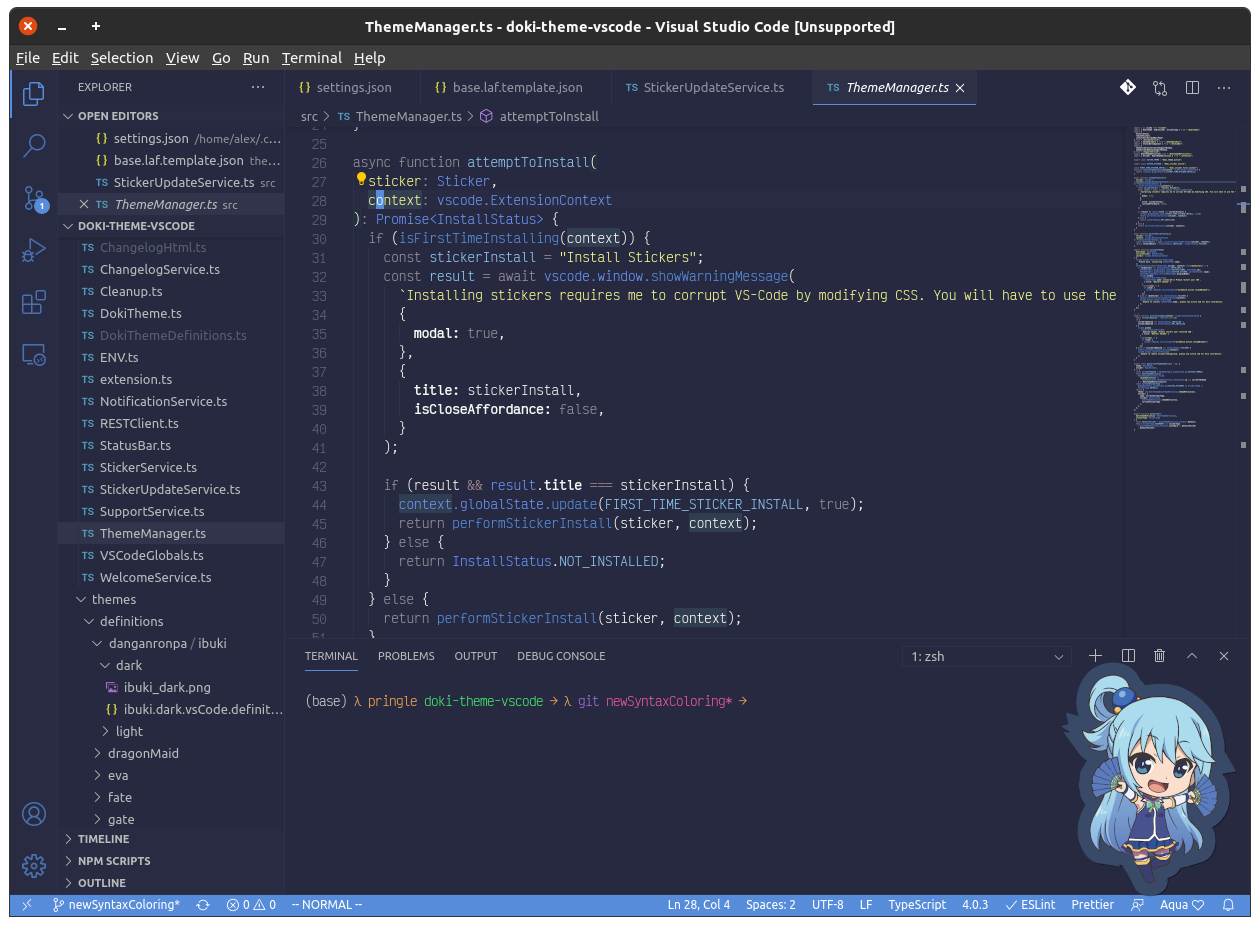 ThemeManager.ts - doki-theme-vscode - Visual Studio Code [Unsupported]
File Edit Selection View Go Run Terminal Help
EXPLORER
OPEN EDITORS
{} settings.json /home/alex/.c...
{} base.laf.template.json the...
TS StickerUpdateService.ts src
TS ThemeManager.ts src
DOKI-THEME-VSCODE
TS ChangelogHtml.ts
TS ChangelogService.ts
TS Cleanup.ts
TS DokiTheme.ts
TS DokiThemeDefinitions.ts
TS ENV.ts
TS extension.ts
TS NotificationService.ts
TS RESTClient.ts
TS StatusBar.ts
TS StickerService.ts
TS StickerUpdateService.ts
TS SupportService.ts
TS ThemeManager.ts
TS VSCodeGlobals.ts
TS WelcomeService.ts
themes
definitions
danganronpa / ibuki
dark
ibuki_dark.png
{} ibuki.dark.vsCode.definit...
light
dragonMaid
eva
fate
gate
TIMELINE
NPM SCRIPTS
OUTLINE
1
{} settings.json {} base.laf.template.json TS StickerUpdateService.ts TS ThemeManager.ts
src > TS ThemeManager.ts > attemptToInstall
24 }
25
26 async function attemptToInstall(
27 sticker: Sticker,
28 context: vscode.ExtensionContext
29 ): Promise<InstallStatus> {
30 if (isFirstTimeInstalling(context)) {
31 const stickerInstall = "Install Stickers";
32 const result = await vscode.window.showWarningMessage(
33 `Installing stickers requires me to corrupt VS-Code by modifying CSS. You will have to use the
34 {
35 modal: true,
36 },
37 {
38 title: stickerInstall,
39 isCloseAffordance: false,
40 }
41 );
42
43 if (result && result.title === stickerInstall) {
44 context.globalState.update(FIRST_TIME_STICKER_INSTALL, true);
45 return performStickerInstall(sticker, context);
46 } else {
47 return InstallStatus.NOT_INSTALLED;
48 }
49 } else {
50 return performStickerInstall(sticker, context);
51 }
TERMINAL PROBLEMS OUTPUT DEBUG CONSOLE 1: zsh
(base) λ pringle doki-theme-vscode → λ git newSyntaxColoring* →
newSyntaxColoring* 0 0 -- NORMAL -- Ln 28, Col 4 Spaces: 2 UTF-8 LF TypeScript 4.0.3 ESLint Prettier Aqua ♡